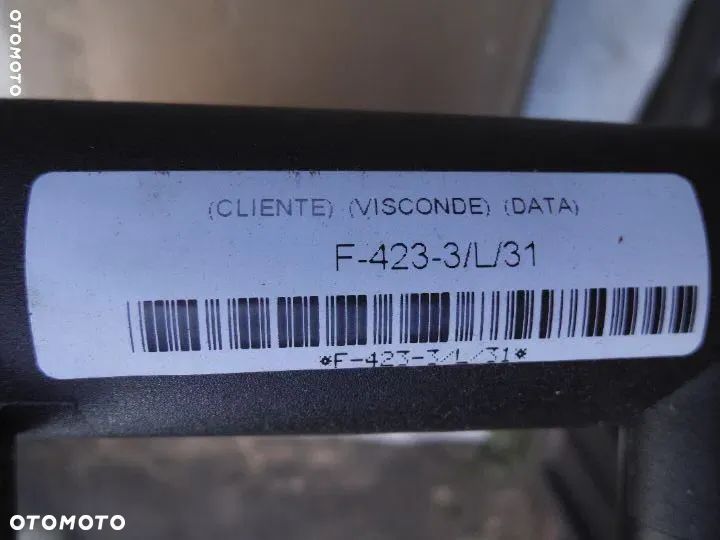 OTOMOTO
(CLIENTE) (VISCONDE) (DATA)
F-423-3/L/31
*F-423-3/L/31*
OTOMOTO